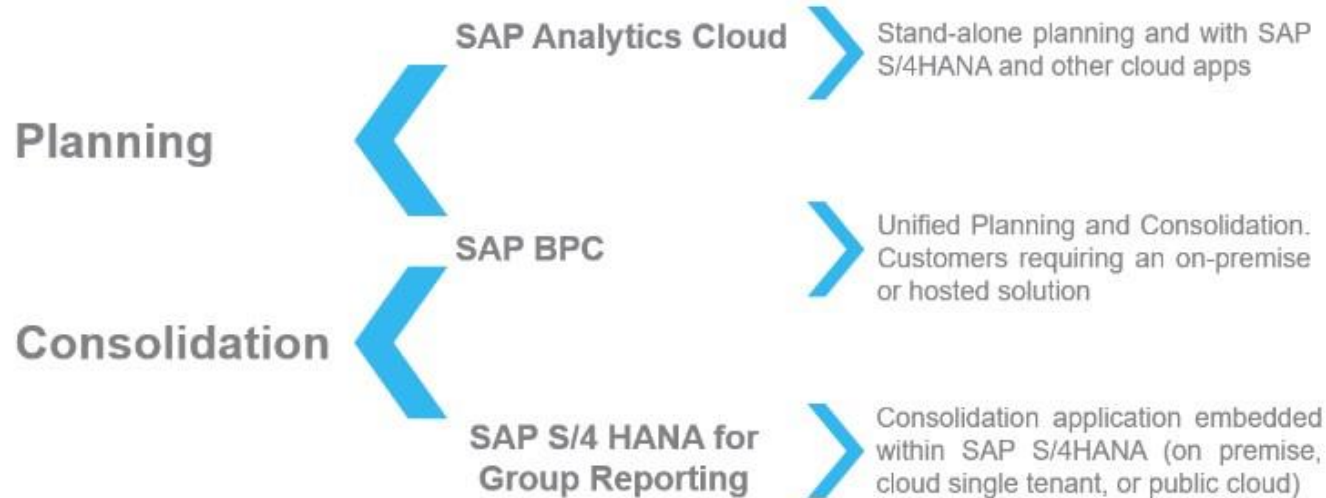 SAP Analytics Cloud
Stand-alone planning and with SAP
S/4HANA and other cloud apps
Planning
SAP BPC
Unified Planning and Consolidation.
Customers requiring an on-premise
or hosted solution
Consolidation
SAP S/4 HANA for
Group Reporting
Consolidation application embedded
within SAP S/4HANA (on premise,
cloud single tenant, or public cloud)